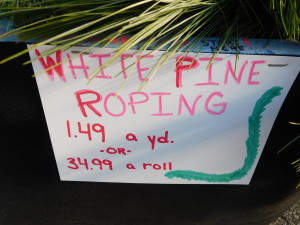 WHITE PINE
ROPING
1.49 a yd.
-OR-
34.99 a roll